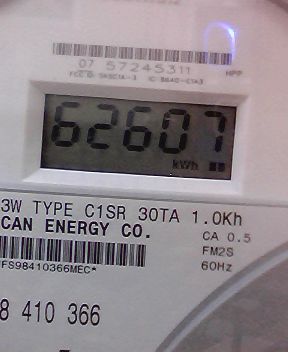 07 57245311
HPP
62607
kWh
3W TYPE C1SR 30TA 1.0Kh
CAN ENERGY CO.
CA 0.5
FM2S
60Hz
FS98410366MEC*
8 410 366